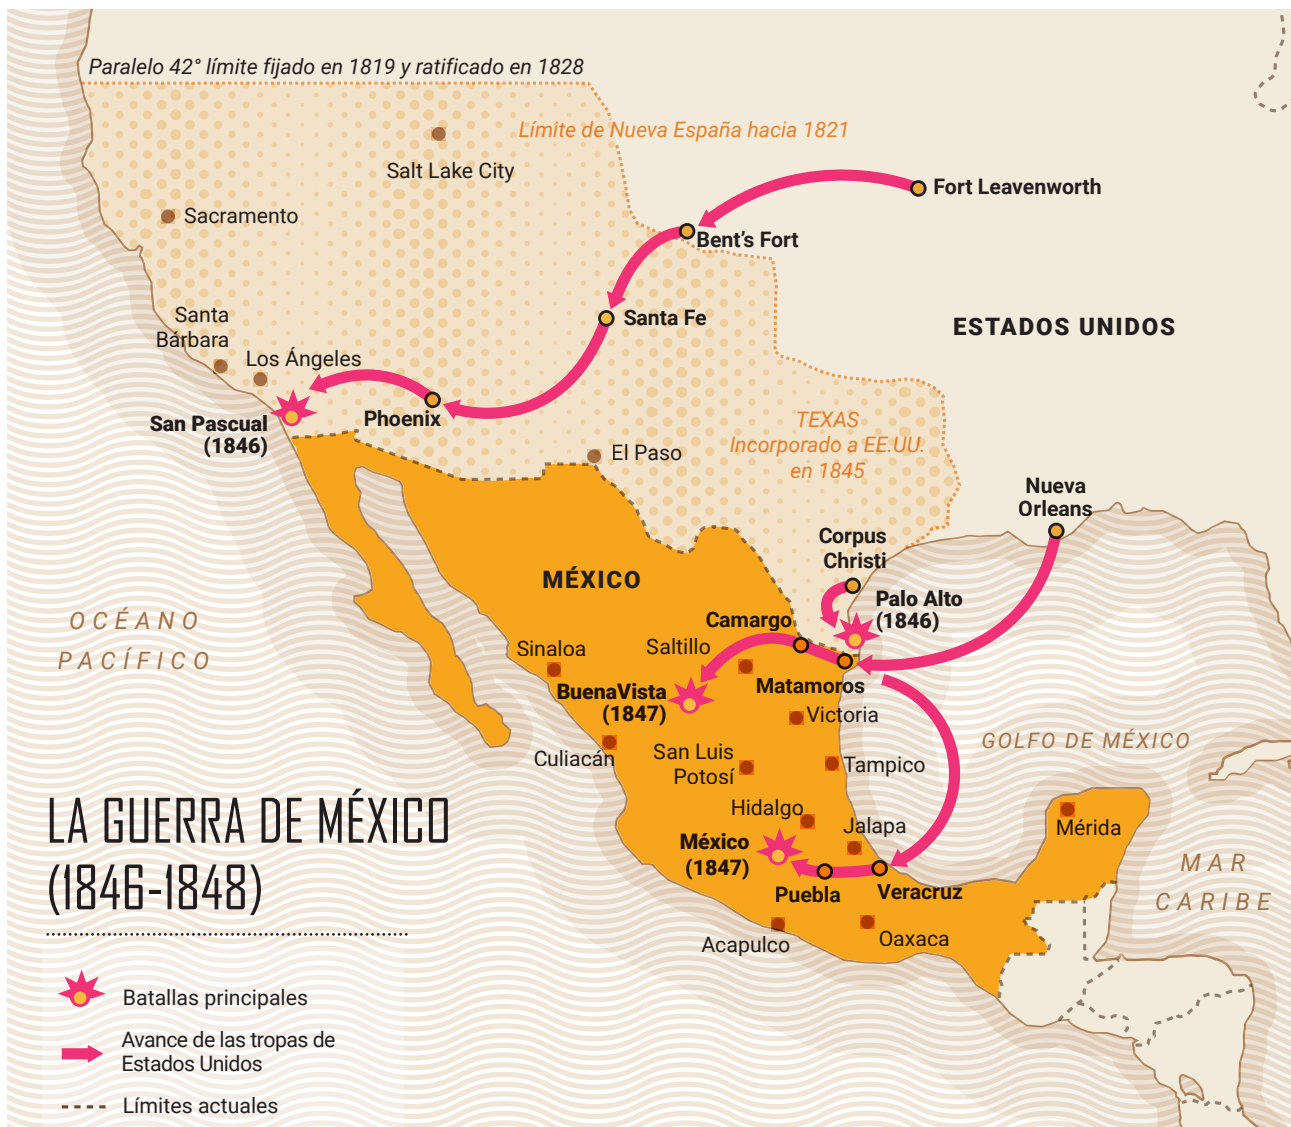 Paralelo 42° límite fijado en 1819 y ratificado en 1828
Límite de Nueva España hacia 1821
Salt Lake City
Fort Leavenworth
Sacramento
Bent's Fort
Santa Fe
ESTADOS UNIDOS
Santa
Bárbara
Los Ángeles
San Pascual
(1846)
Phoenix
El Paso
TEXAS
Incorporado a EE.UU.
en 1845
Nueva
Orleans
Corpus
Christi
MÉXICO
Palo Alto
(1846)
OCÉANO
PACÍFICO
Camargo
Sinaloa
Saltillo
BuenaVista
(1847)
Matamoros
Victoria
GOLFO DE MÉXICO
Culiacán
San Luis
Potosí
Tampico
Hidalgo
Jalapa
Mérida
México
(1847)
Puebla
Veracruz
MAR
CARIBE
Acapulco
Oaxaca
LA GUERRA DE MÉXICO
(1846-1848)
Batallas principales
Avance de las tropas de
Estados Unidos
Límites actuales